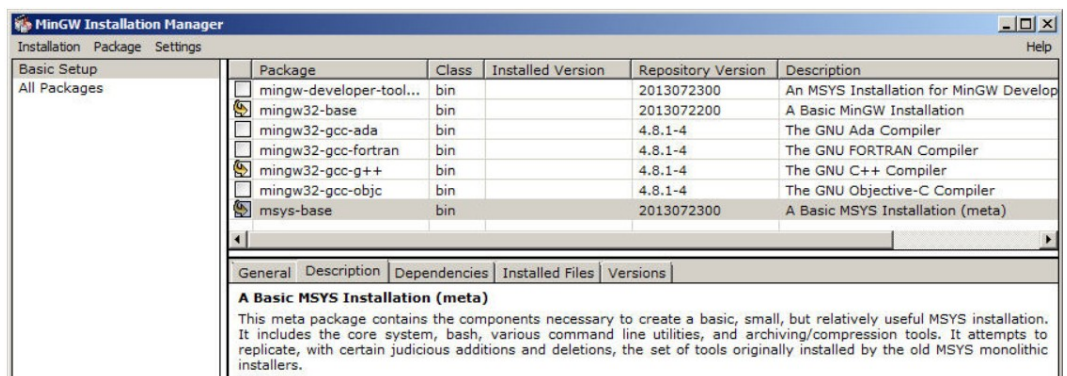 MinGW Installation Manager
Installation Package Settings Help
Basic Setup
All Packages
Package Class Installed Version Repository Version Description
mingw-developer-tool... bin 2013072300 An MSYS Installation for MinGW Develop
mingw32-base bin 2013072200 A Basic MinGW Installation
mingw32-gcc-ada bin 4.8.1-4 The GNU Ada Compiler
mingw32-gcc-fortran bin 4.8.1-4 The GNU FORTRAN Compiler
mingw32-gcc-g++ bin 4.8.1-4 The GNU C++ Compiler
mingw32-gcc-objc bin 4.8.1-4 The GNU Objective-C Compiler
msys-base bin 2013072300 A Basic MSYS Installation (meta)
General Description Dependencies Installed Files Versions
A Basic MSYS Installation (meta)
This meta package contains the components necessary to create a basic, small, but relatively useful MSYS installation.
It includes the core system, bash, various command line utilities, and archiving/compression tools. It attempts to
replicate, with certain judicious additions and deletions, the set of tools originally installed by the old MSYS monolithic
installers.